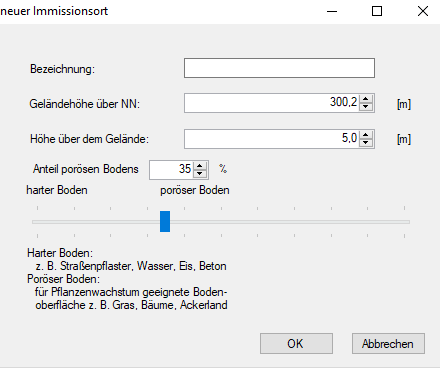 neuer Immissionsort
Bezeichnung:
Geländehöhe über NN: 300,2 [m]
Höhe über dem Gelände: 5,0 [m]
Anteil porösen Bodens 35 %
harter Boden poröser Boden
Harter Boden:
z. B. Straßenpflaster, Wasser, Eis, Beton
Poröser Boden:
für Pflanzenwachstum geeignete Boden-
oberfläche z. B. Gras, Bäume, Ackerland
OK Abbrechen